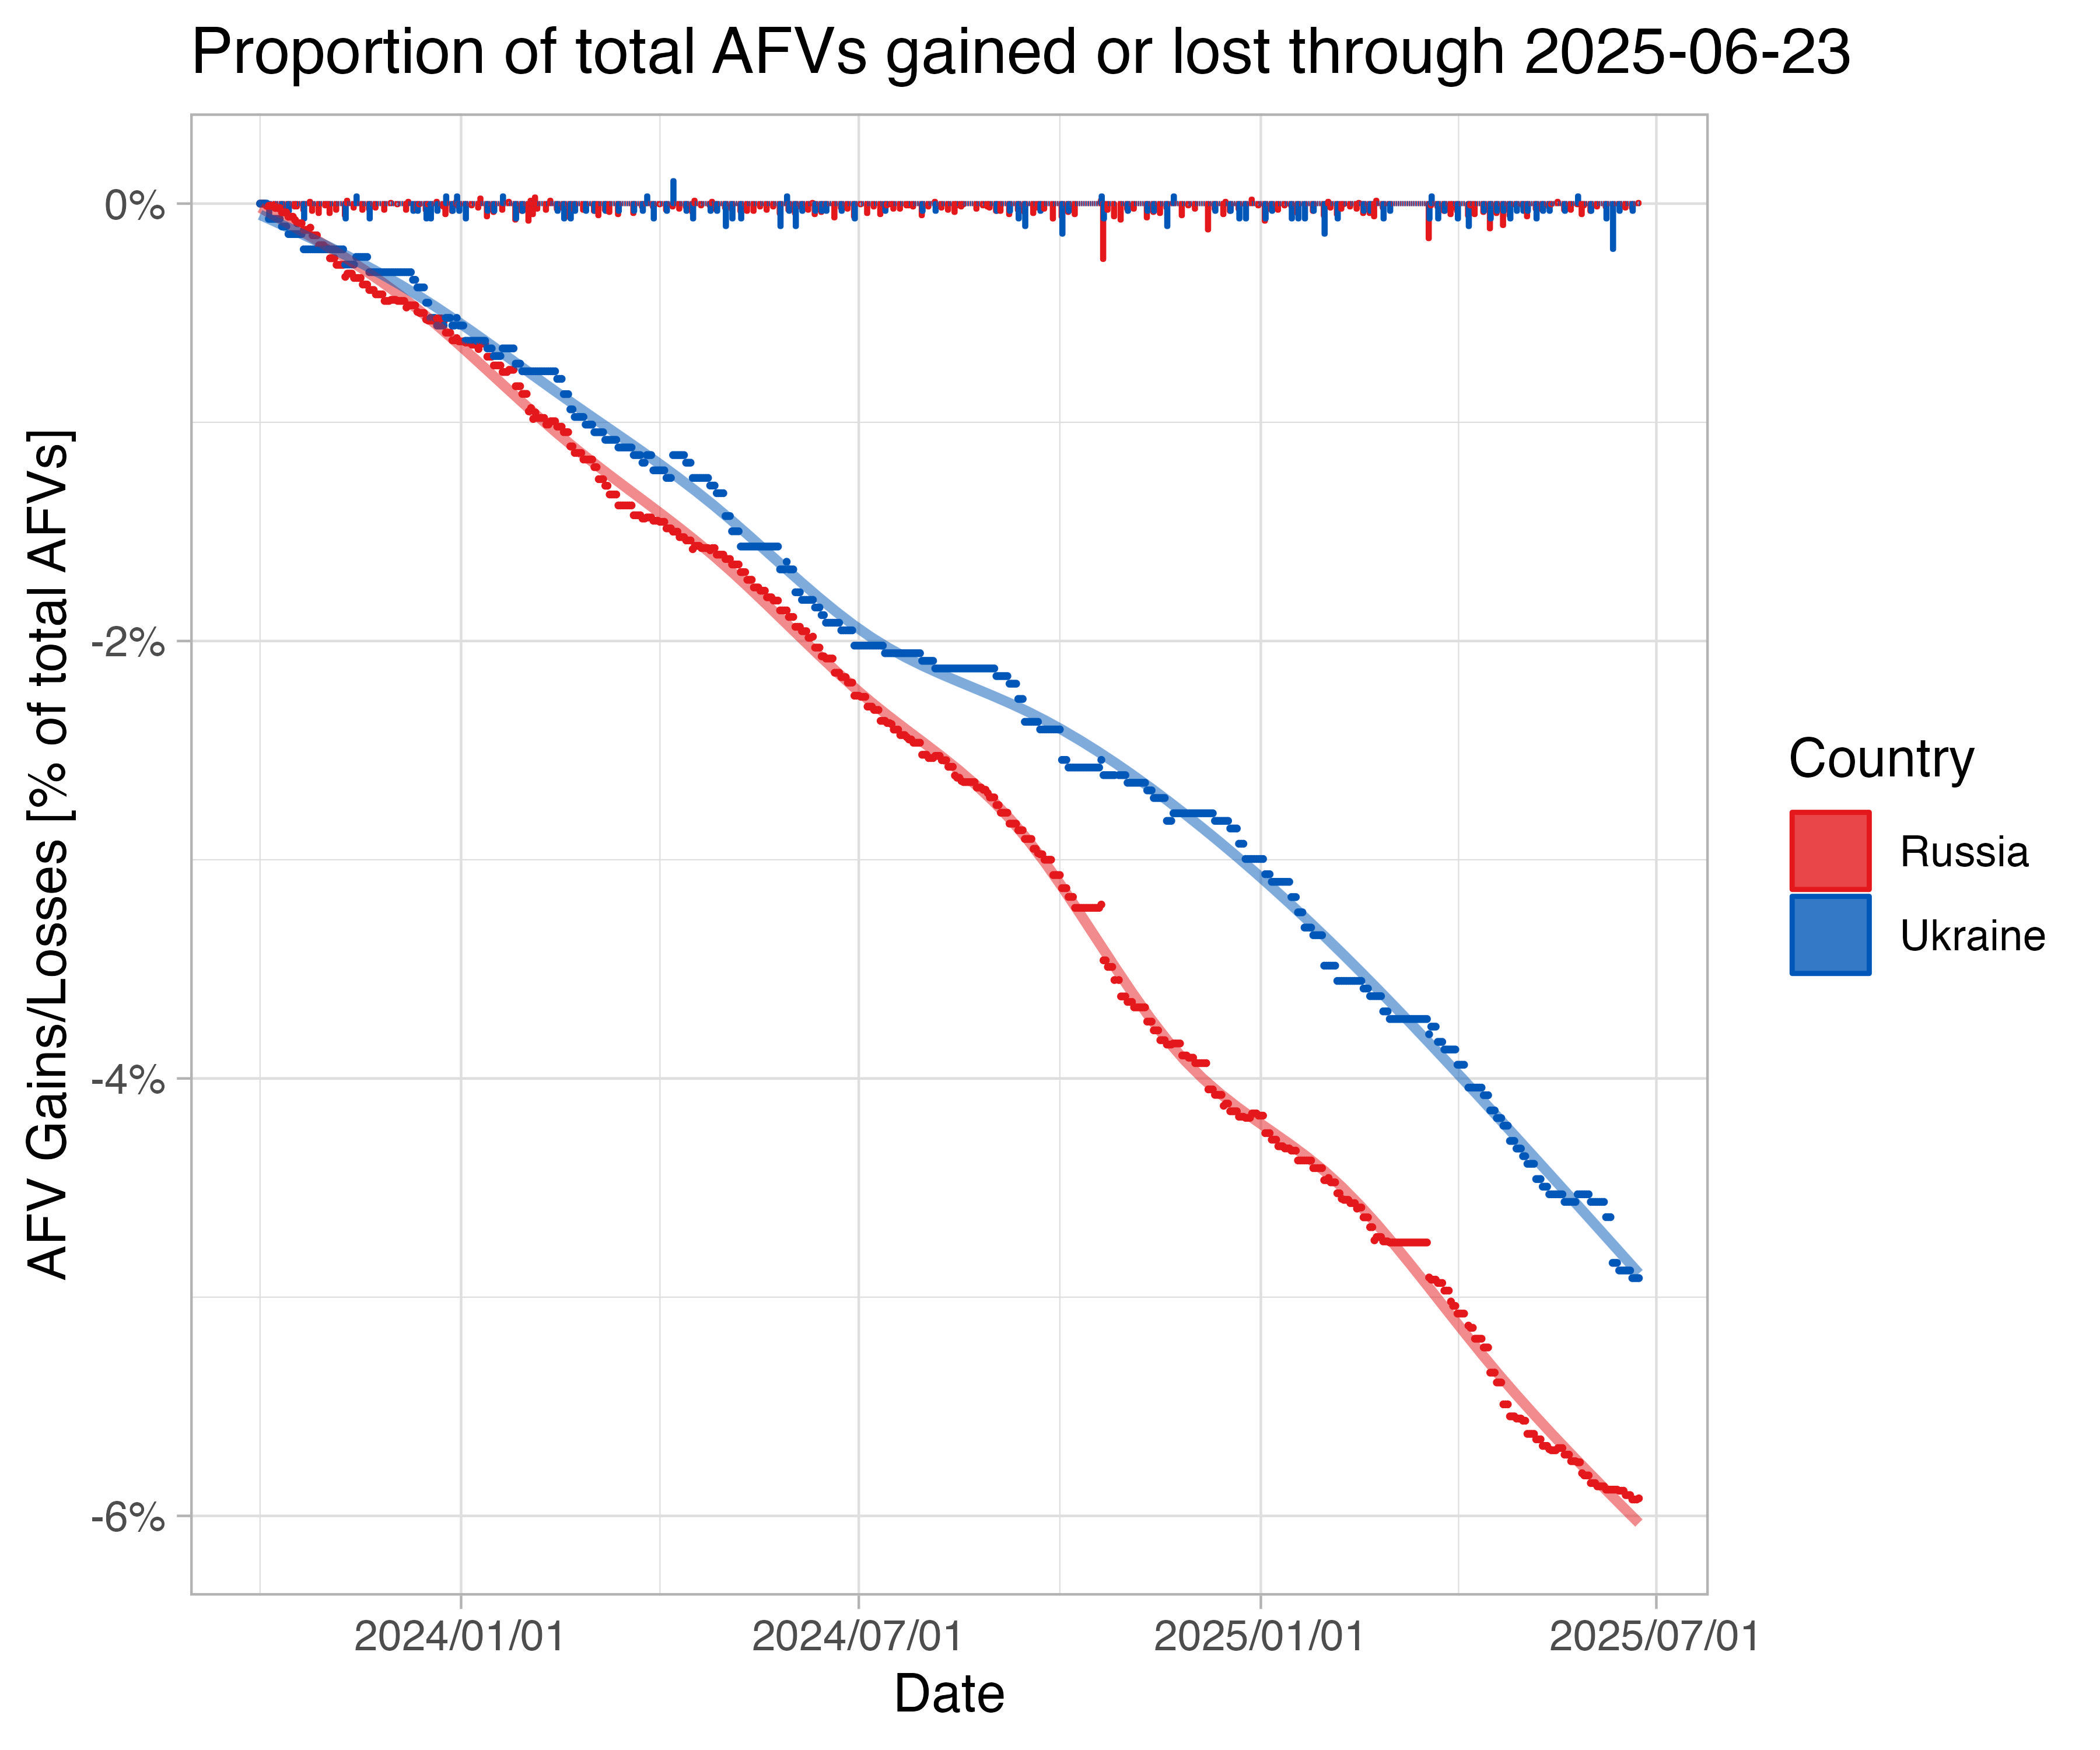 Proportion of total AFVs gained or lost through 2025-06-23
AFV Gains/Losses [% of total AFVs]
0%
-2%
-4%
-6%
2024/01/01
2024/07/01
2025/01/01
2025/07/01
Date
Country
Russia
Ukraine